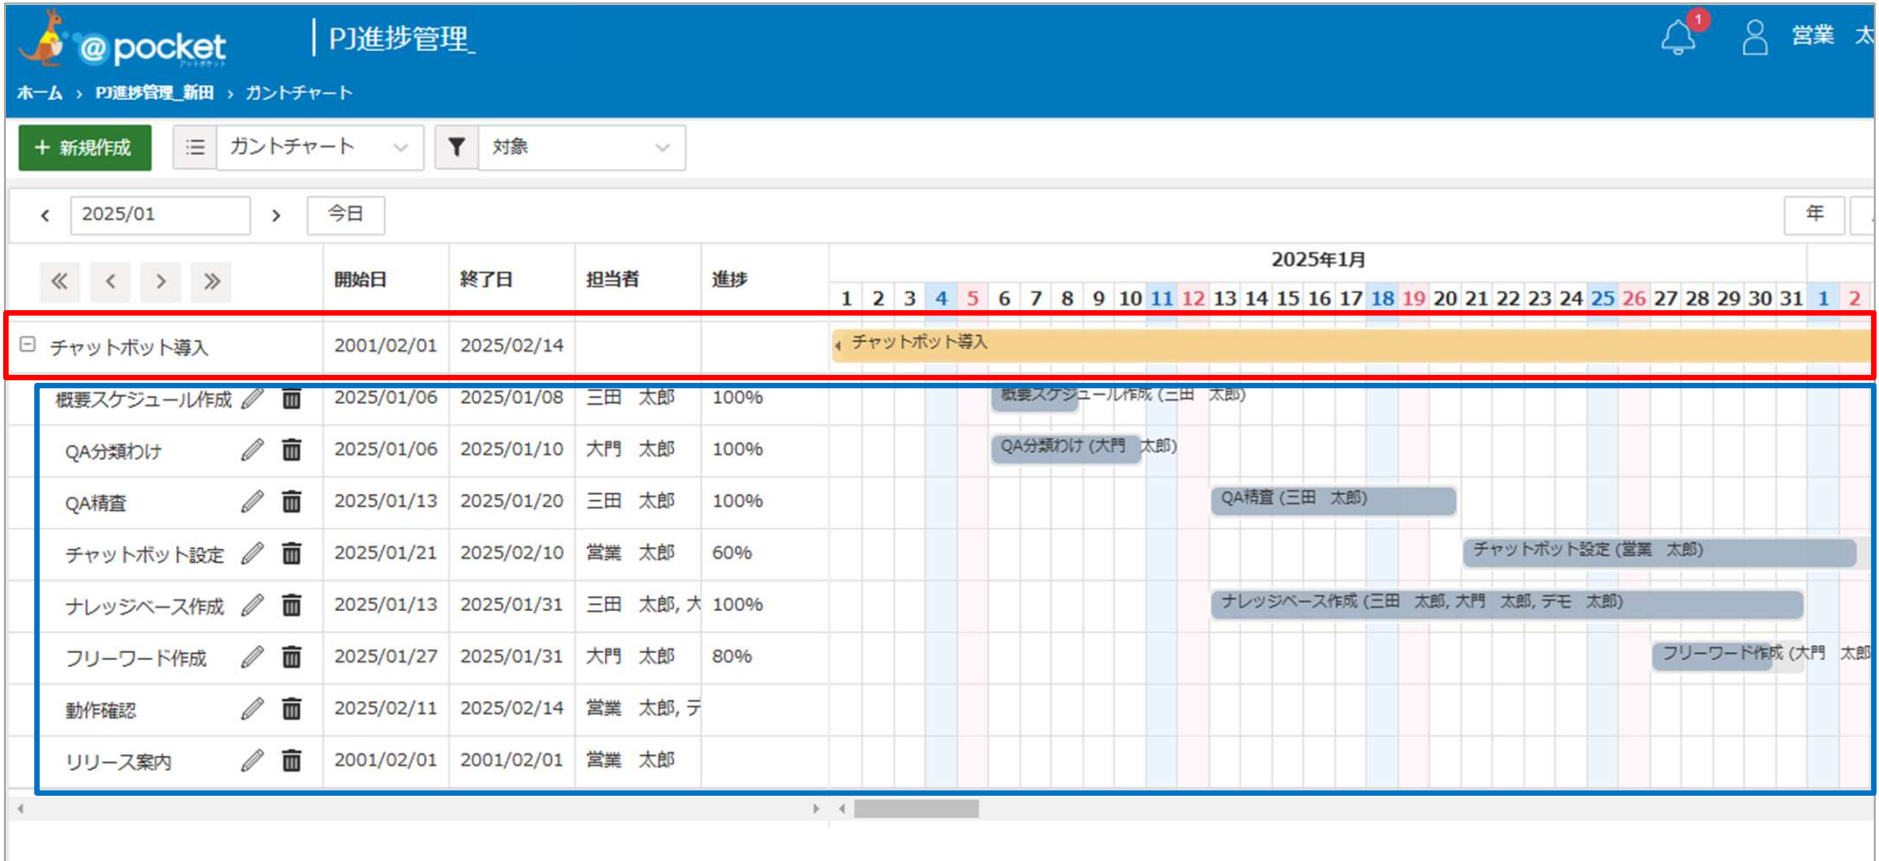 @pocket
アットポケット
PJ進捗管理_
1
営業 太
ホーム › PJ進捗管理_新田 › ガントチャート
+ 新規作成 ガントチャート 対象
2025/01 今日 年
開始日 終了日 担当者 進捗 2025年1月
1 2 3 4 5 6 7 8 9 10 11 12 13 14 15 16 17 18 19 20 21 22 23 24 25 26 27 28 29 30 31 1 2
チャットボット導入 2001/02/01 2025/02/14 チャットボット導入
概要スケジュール作成 2025/01/06 2025/01/08 三田 太郎 100% 概要スケジュール作成 (三田 太郎)
QA分類わけ 2025/01/06 2025/01/10 大門 太郎 100% QA分類わけ (大門 太郎)
QA精査 2025/01/13 2025/01/20 三田 太郎 100% QA精査 (三田 太郎)
チャットボット設定 2025/01/21 2025/02/10 営業 太郎 60% チャットボット設定 (営業 太郎)
ナレッジベース作成 2025/01/13 2025/01/31 三田 太郎, 大 100% ナレッジベース作成 (三田 太郎, 大門 太郎, デモ 太郎)
フリーワード作成 2025/01/27 2025/01/31 大門 太郎 80% フリーワード作成 (大門 太郎
動作確認 2025/02/11 2025/02/14 営業 太郎, デ
リリース案内 2001/02/01 2001/02/01 営業 太郎